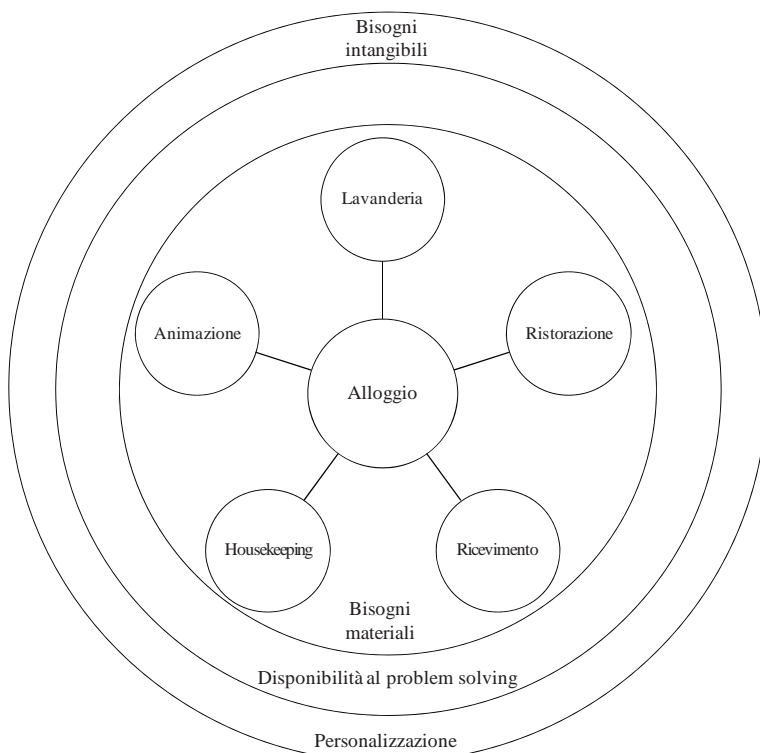 Bisogni
intangibili
Lavanderia
Animazione
Ristorazione
Alloggio
Housekeeping
Ricevimento
Bisogni
materiali
Disponibilità al problem solving
Personalizzazione